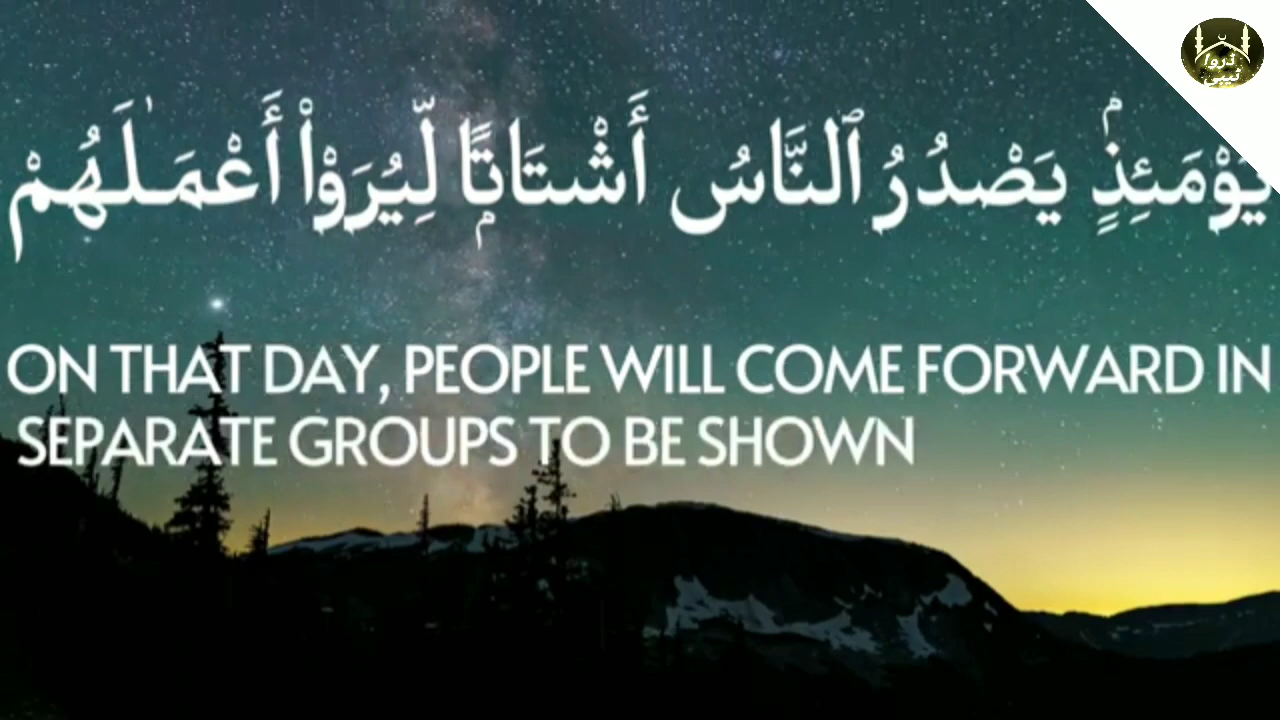 يَوْمَئِذٍ يَصْدُرُ ٱلنَّاسُ أَشْتَاتًا لِّيُرَوْا۟ أَعْمَـٰلَهُمْ
ON THAT DAY, PEOPLE WILL COME FORWARD IN
SEPARATE GROUPS TO BE SHOWN